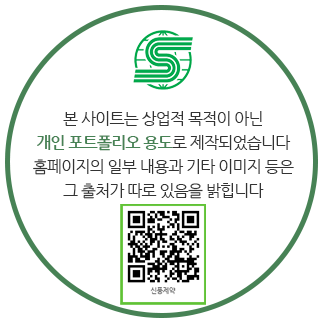 본 사이트는 상업적 목적이 아닌
개인 포트폴리오 용도로 제작되었습니다
홈페이지의 일부 내용과 기타 이미지 등은
그 출처가 따로 있음을 밝힙니다
신풍제약